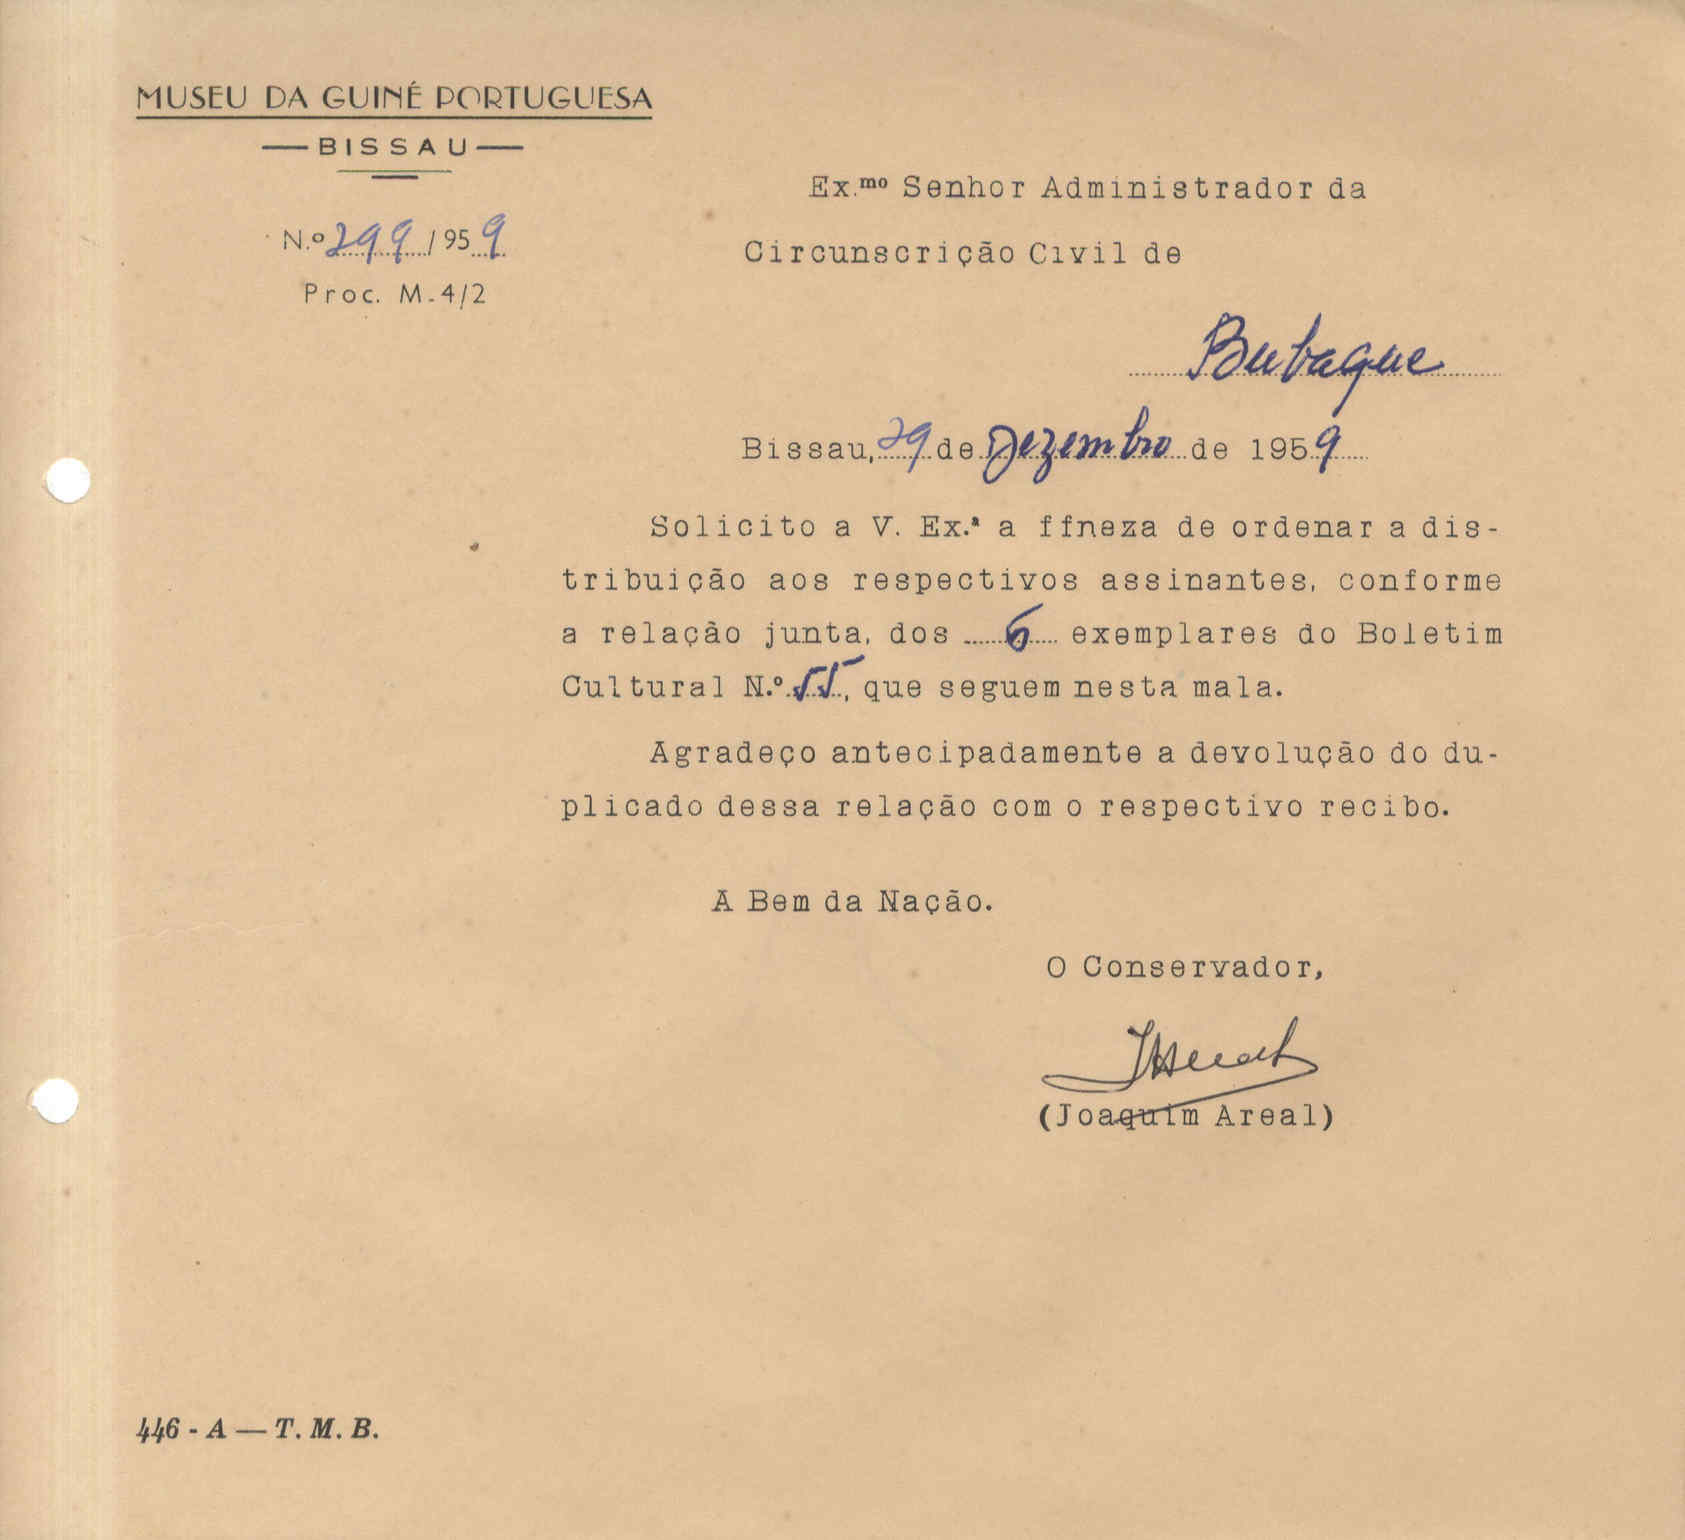 MUSEU DA GUINÉ PORTUGUESA
— BISSAU —
N.º 299 / 959
Proc. M-4/2
Ex.mo Senhor Administrador da
Circunscrição Civil de
Bubaque
Bissau, 29 de Dezembro de 1959
Solicito a V. Ex.ª a ffneza de ordenar a dis-
tribuição aos respectivos assinantes, conforme
a relação junta, dos 6 exemplares do Boletim
Cultural N.º 55, que seguem nesta mala.
Agradeço antecipadamente a devolução do du-
plicado dessa relação com o respectivo recibo.
A Bem da Nação.
O Conservador,
JAreal
(Joaquim Areal)
446 - A — T. M. B.